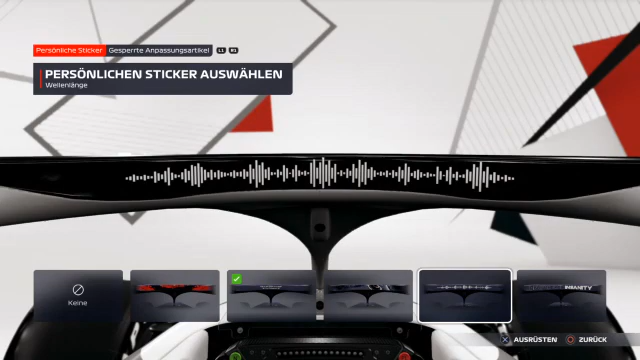 Persönliche Sticker Gesperrte Anpassungsartikel L1 R1
PERSÖNLICHEN STICKER AUSWÄHLEN
Wellenlänge
Keine
INSANITY
AUSRÜSTEN ZURÜCK